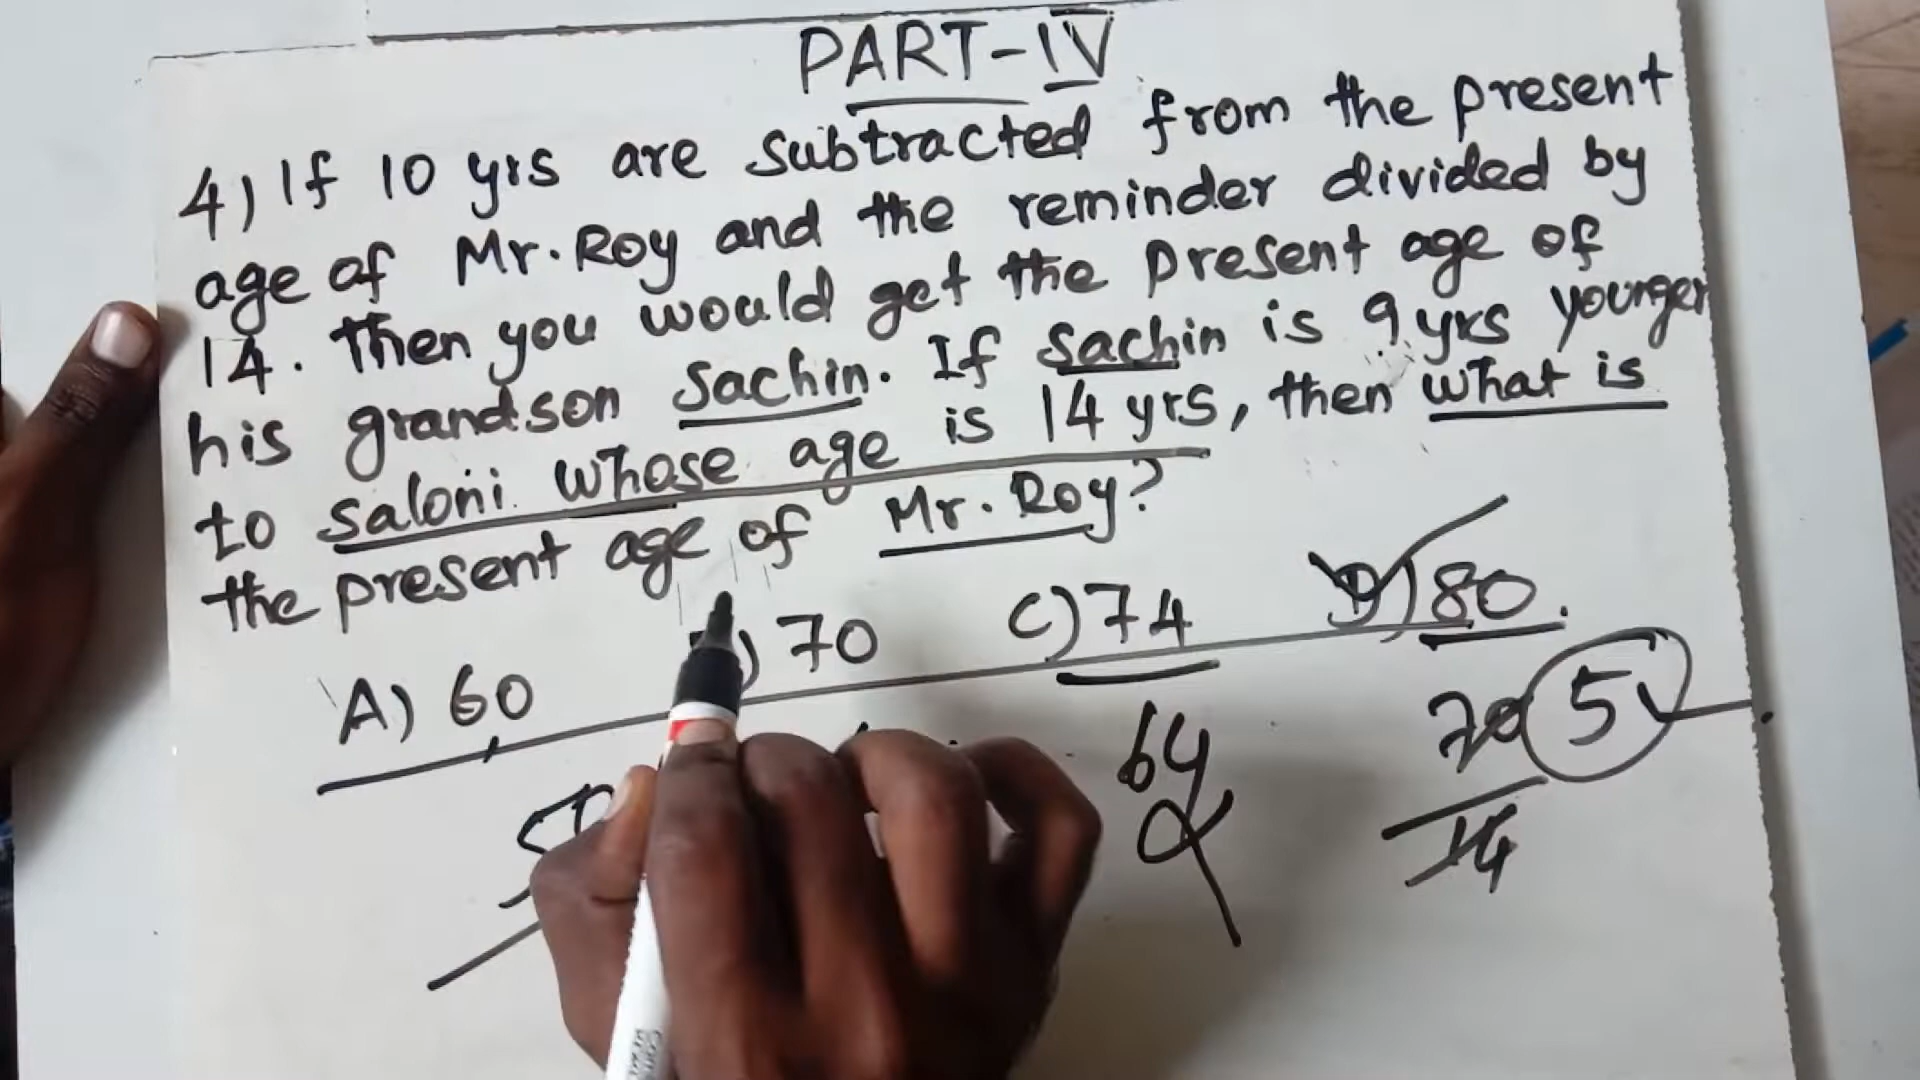 PART-IV
4) If 10 yrs are subtracted from the present
age of Mr. Roy and the reminder divided by
14. Then you would get the present age of
his grandson Sachin. If Sachin is 9 yrs younger
to saloni whose age is 14 yrs, then what is
the present age of Mr. Roy?
A) 60 ) 70 C) 74 D) 80.
64 70 5
14